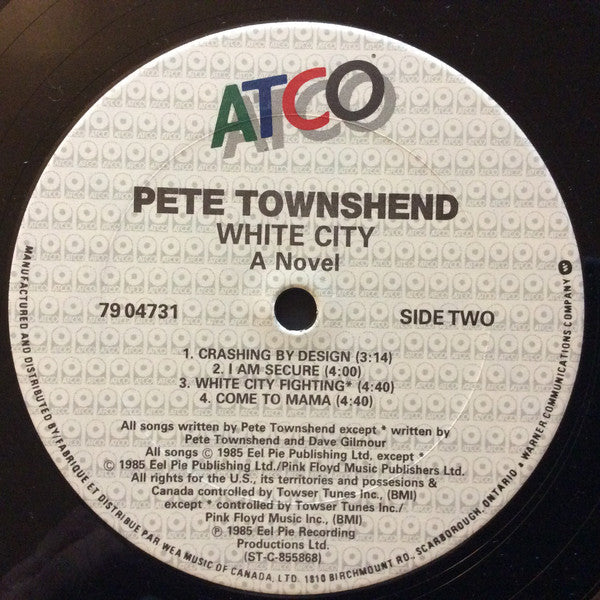 ATCO
PETE TOWNSHEND
WHITE CITY
A Novel
79 04731
SIDE TWO
1. CRASHING BY DESIGN (3:14)
2. I AM SECURE (4:00)
3. WHITE CITY FIGHTING* (4:40)
4. COME TO MAMA (4:40)
All songs written by Pete Townshend except * written by
Pete Townshend and Dave Gilmour
All songs © 1985 Eel Pie Publishing Ltd. except *
© 1985 Eel Pie Publishing Ltd./Pink Floyd Music Publishers Ltd.
All rights for the U.S., its territories and possesions &
Canada controlled by Towser Tunes Inc., (BMI)
except * controlled by Towser Tunes Inc./
Pink Floyd Music Inc., (BMI)
℗ 1985 Eel Pie Recording
Productions Ltd.
(ST-C-855868)
MANUFACTURED AND DISTRIBUTED BY/FABRIQUE ET DISTRIBUE PAR WEA MUSIC OF CANADA, LTD. 1810 BIRCHMOUNT RD., SCARBOROUGH, ONTARIO • A WARNER COMMUNICATIONS COMPANY